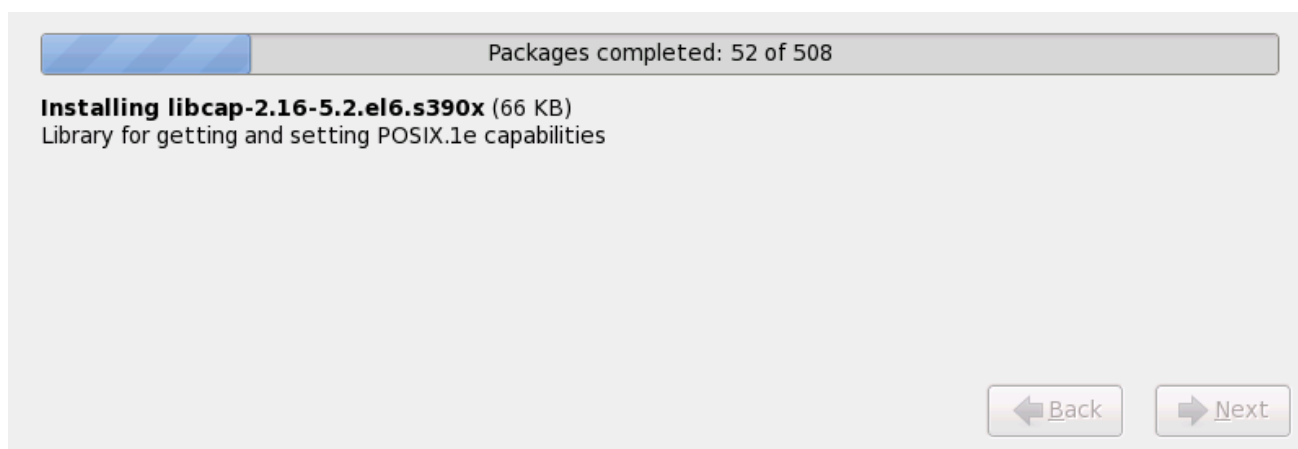 Packages completed: 52 of 508
Installing libcap-2.16-5.2.el6.s390x (66 KB)
Library for getting and setting POSIX.1e capabilities
Back
Next